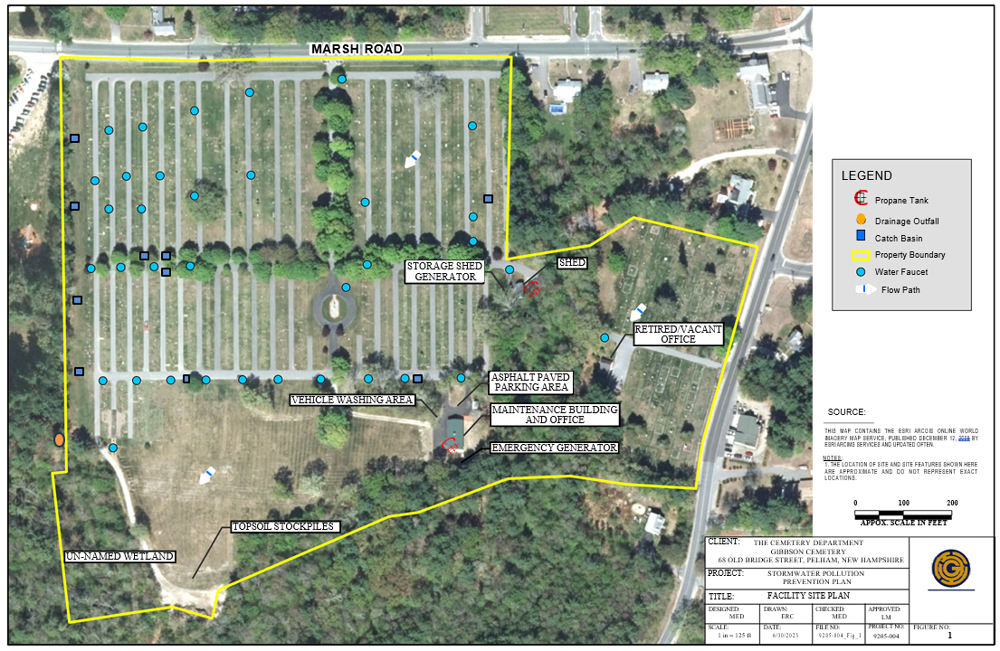 MARSH ROAD
STORAGE SHED
GENERATOR
SHED
RETIRED/VACANT
OFFICE
ASPHALT PAVED
PARKING AREA
VEHICLE WASHING AREA
MAINTENANCE BUILDING
AND OFFICE
EMERGENCY GENERATOR
TOPSOIL STOCKPILES
UN-NAMED WETLAND
LEGEND
Propane Tank
Drainage Outfall
Catch Basin
Property Boundary
Water Faucet
Flow Path
SOURCE:
THIS MAP CONTAINS THE ESRI ARCGIS ONLINE WORLD
IMAGERY MAP SERVICE, PUBLISHED DECEMBER 12, BY
ESRI/ARCIMS SERVICES AND UPDATED OFTEN.
NOTES:
1. THE LOCATION OF SITE AND SITE FEATURES SHOWN HERE
ARE APPROXIMATE AND DO NOT REPRESENT EXACT
LOCATIONS.
0 100 200
APPOX. SCALE IN FEET
CLIENT: THE CEMETERY DEPARTMENT
GIBBSON CEMETERY
68 OLD BRIDGE STREET, PELHAM, NEW HAMPSHIRE
PROJECT: STORMWATER POLLUTION
PREVENTION PLAN
TITLE: FACILITY SITE PLAN
DESIGNED: DRAWN: CHECKED: APPROVED:
MED ERC MED LM
SCALE: DATE: FILE NO: PROJECT NO: FIGURE NO:
1 in = 125 ft 6/30/2023 9205-004_Fig_1 9205-004 1
G